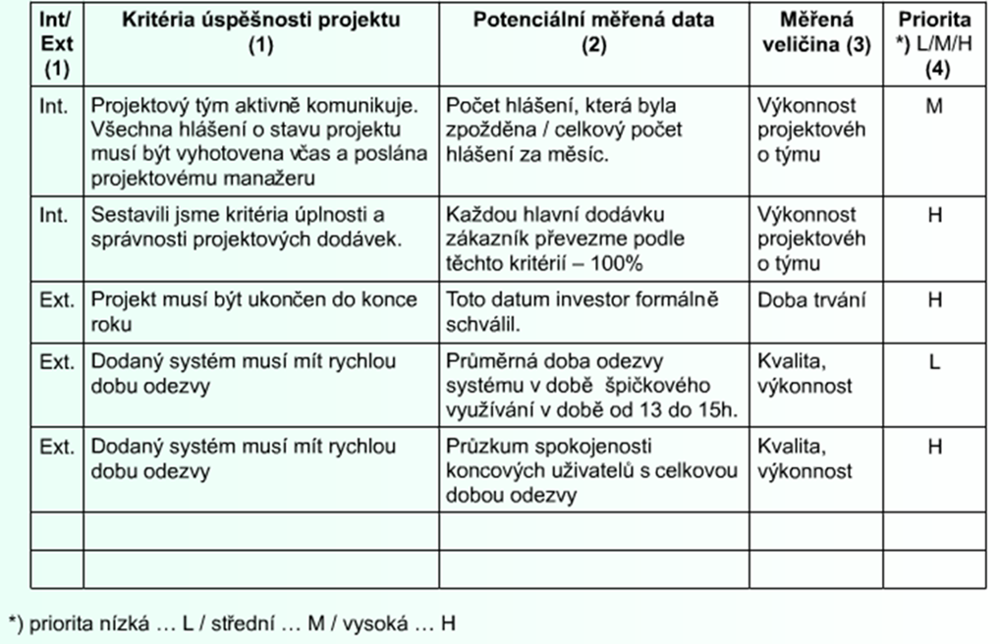 Int/ Ext (1)
Kritéria úspěšnosti projektu (1)
Potenciální měřená data (2)
Měřená veličina (3)
Priorita *) L/M/H (4)
Int.
Projektový tým aktivně komunikuje.
Všechna hlášení o stavu projektu
musí být vyhotovena včas a poslána
projektovému manažeru
Počet hlášení, která byla
zpožděna / celkový počet
hlášení za měsíc.
Výkonnost
projektovéh
o týmu
M
Int.
Sestavili jsme kritéria úplnosti a
správnosti projektových dodávek.
Každou hlavní dodávku
zákazník převezme podle
těchto kritérií – 100%
Výkonnost
projektovéh
o týmu
H
Ext.
Projekt musí být ukončen do konce
roku
Toto datum investor formálně
schválil.
Doba trvání
H
Ext.
Dodaný systém musí mít rychlou
dobu odezvy
Průměrná doba odezvy
systému v době špičkového
využívání v době od 13 do 15h.
Kvalita,
výkonnost
L
Ext.
Dodaný systém musí mít rychlou
dobu odezvy
Průzkum spokojenosti
koncových uživatelů s celkovou
dobou odezvy
Kvalita,
výkonnost
H
*) priorita nízká … L / střední … M / vysoká … H